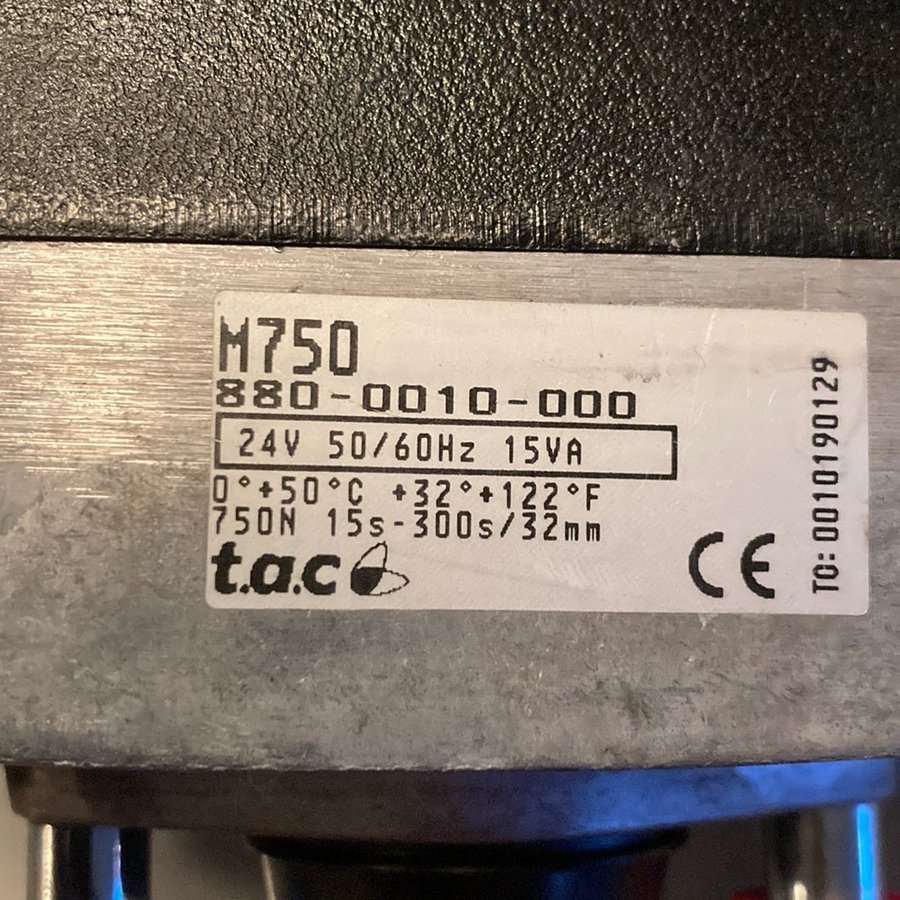 M750
880-0010-000
24V 50/60Hz 15VA
0°+50°C +32°+122°F
750N 15s-300s/32mm
t.a.c
CE
TO: 0010190129